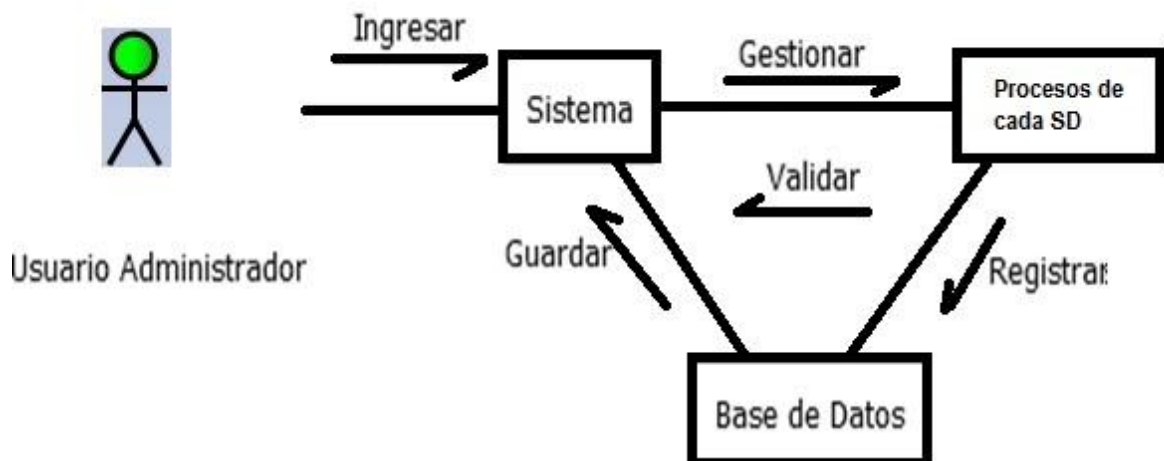 Ingresar
Gestionar
Sistema
Procesos de
cada SD
Validar
Guardar
Usuario Administrador
Registrar
Base de Datos